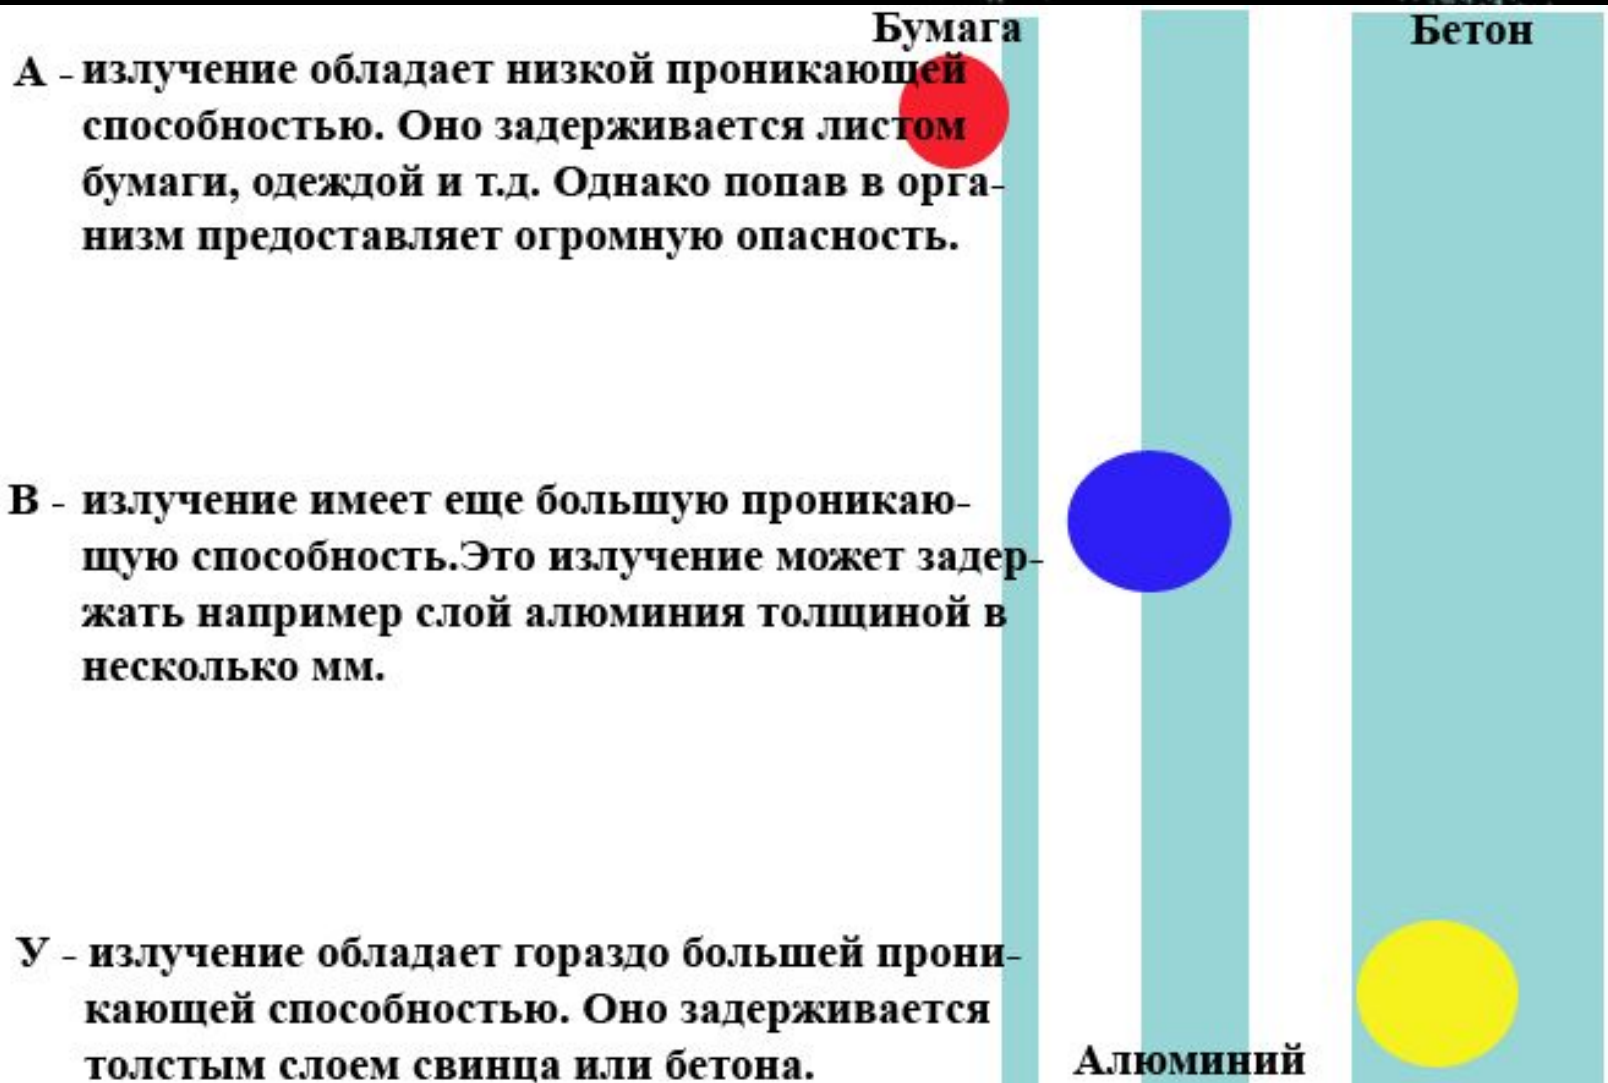 Бумага
Бетон
А - излучение обладает низкой проникающей
способностью. Оно задерживается листом
бумаги, одеждой и т.д. Однако попав в орга-
низм предоставляет огромную опасность.
В - излучение имеет еще большую проникаю-
щую способность.Это излучение может задер-
жать например слой алюминия толщиной в
несколько мм.
У - излучение обладает гораздо большей прони-
кающей способностью. Оно задерживается
толстым слоем свинца или бетона.
Алюминий